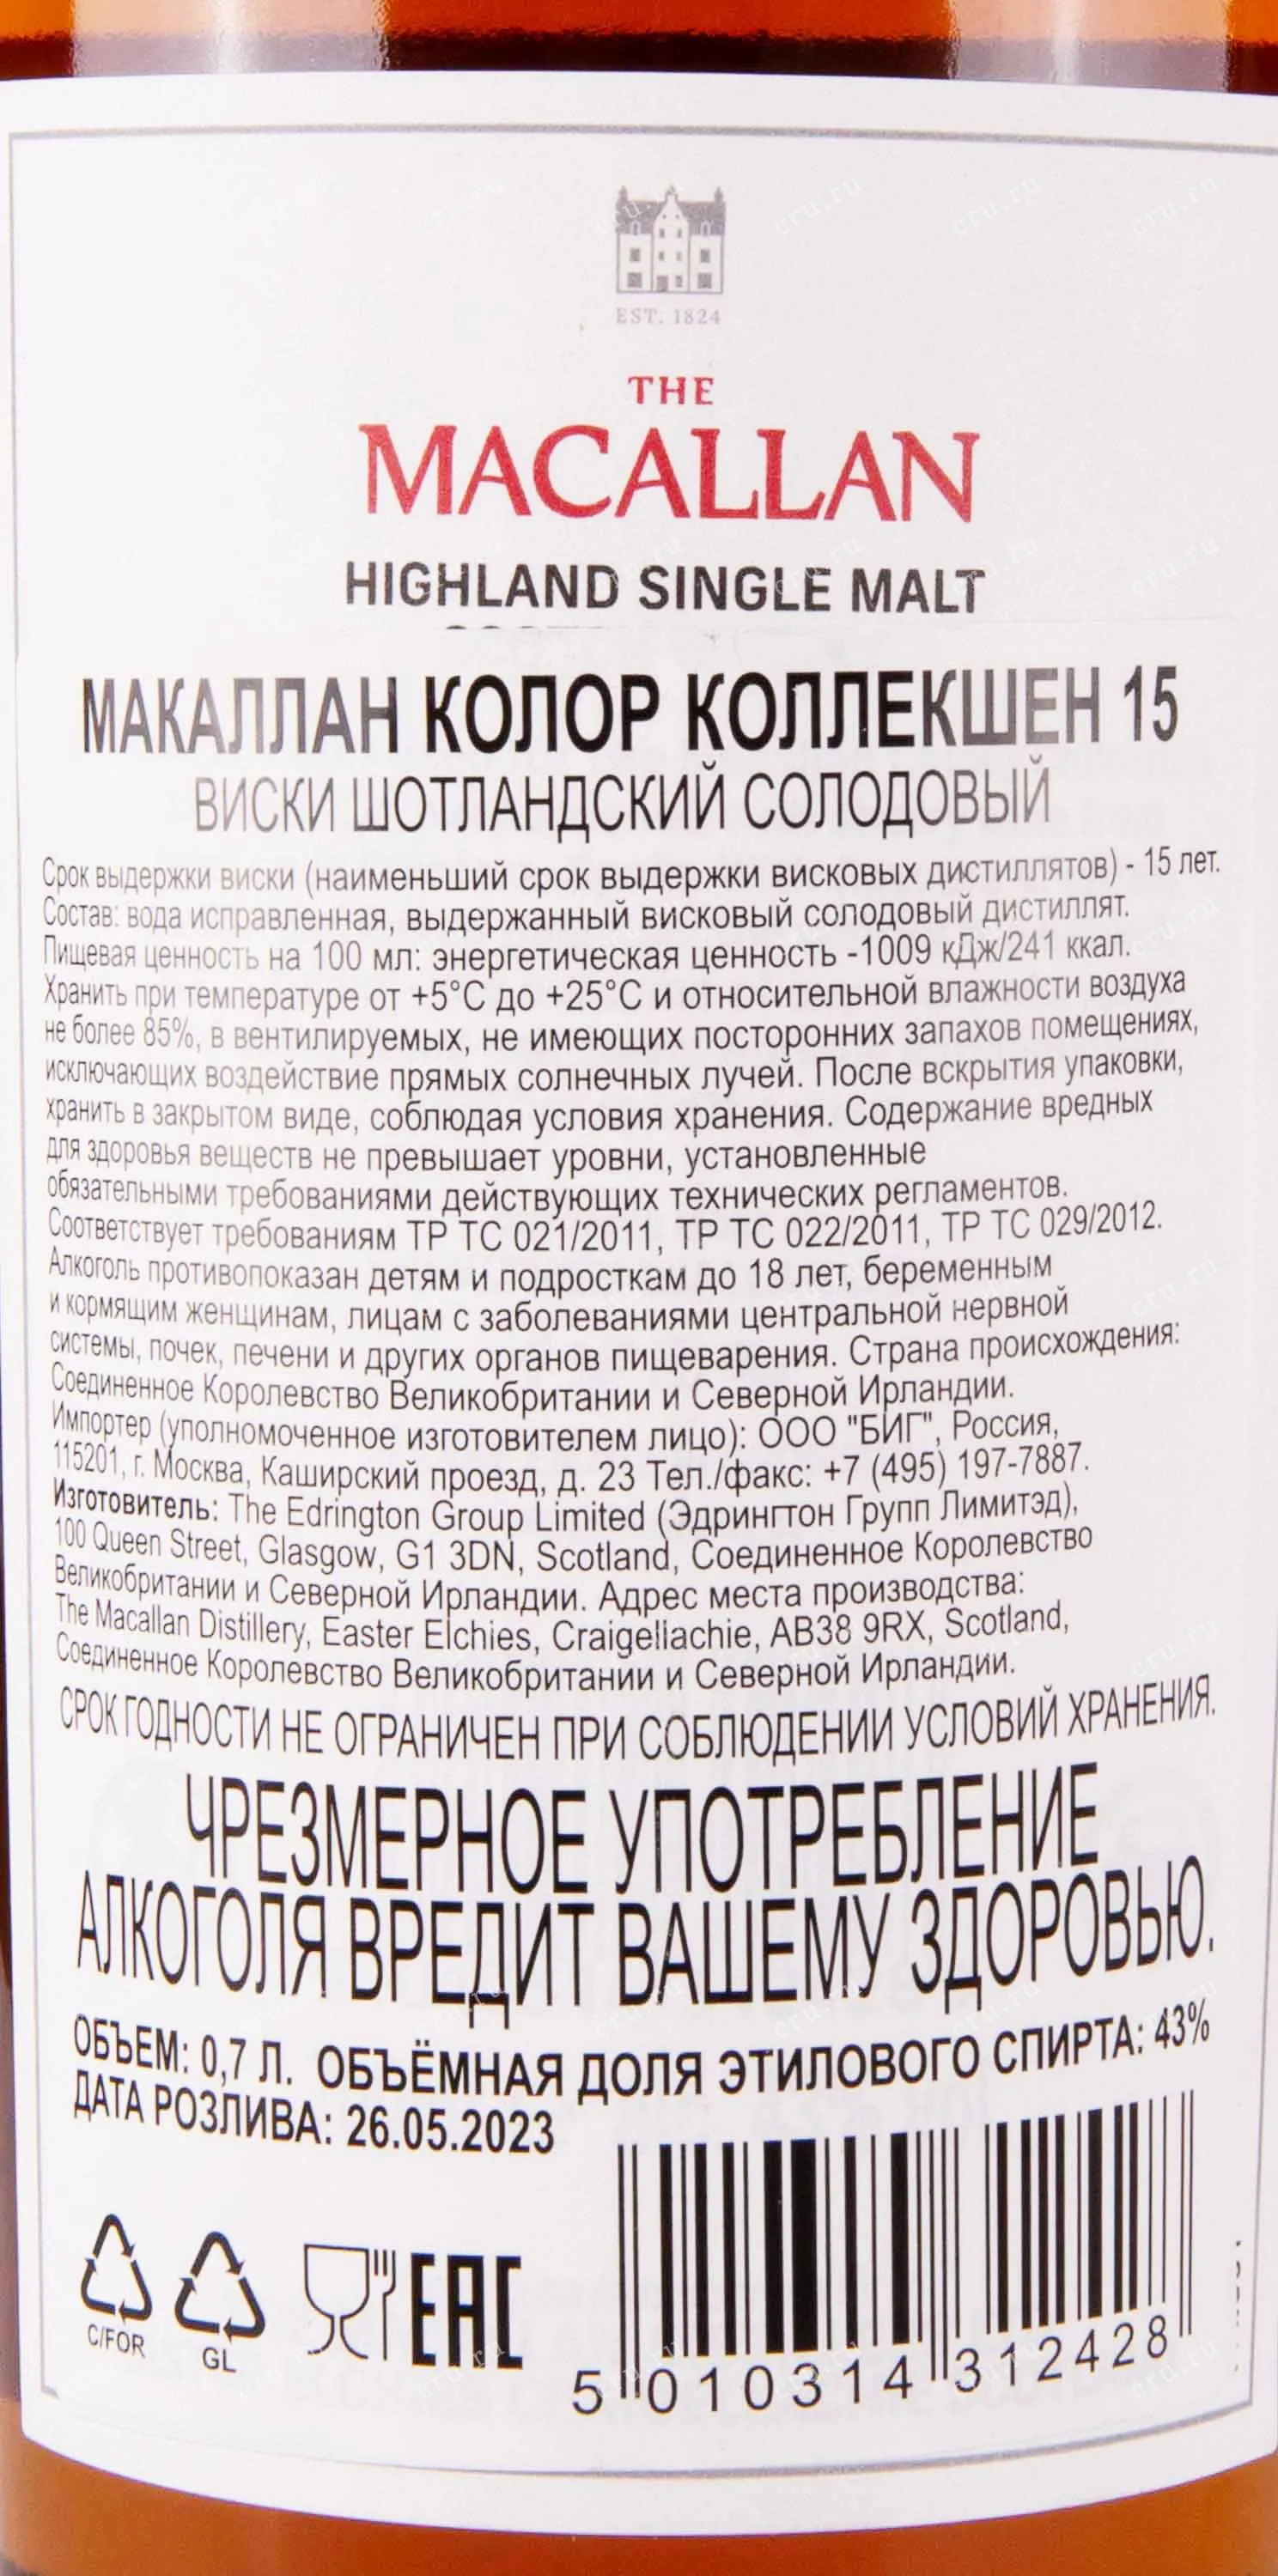 EST. 1824
THE
MACALLAN
HIGHLAND SINGLE MALT
МАКАЛЛАН КОЛОР КОЛЛЕКШЕН 15
ВИСКИ ШОТЛАНДСКИЙ СОЛОДОВЫЙ
Срок выдержки виски (наименьший срок выдержки висковых дистиллятов) - 15 лет.
Состав: вода исправленная, выдержанный висковый солодовый дистиллят.
Пищевая ценность на 100 мл: энергетическая ценность -1009 кДж/241 ккал.
Хранить при температуре от +5°C до +25°C и относительной влажности воздуха
не более 85%, в вентилируемых, не имеющих посторонних запахов помещениях,
исключающих воздействие прямых солнечных лучей. После вскрытия упаковки,
хранить в закрытом виде, соблюдая условия хранения. Содержание вредных
для здоровья веществ не превышает уровни, установленные
обязательными требованиями действующих технических регламентов.
Соответствует требованиям ТР ТС 021/2011, ТР ТС 022/2011, ТР ТС 029/2012.
Алкоголь противопоказан детям и подросткам до 18 лет, беременным
и кормящим женщинам, лицам с заболеваниями центральной нервной
системы, почек, печени и других органов пищеварения. Страна происхождения:
Соединенное Королевство Великобритании и Северной Ирландии.
Импортер (уполномоченное изготовителем лицо): ООО "БИГ", Россия,
115201, г. Москва, Каширский проезд, д. 23 Тел./факс: +7 (495) 197-7887.
Изготовитель: The Edrington Group Limited (Эдрингтон Групп Лимитэд),
100 Queen Street, Glasgow, G1 3DN, Scotland, Соединенное Королевство
Великобритании и Северной Ирландии. Адрес места производства:
The Macallan Distillery, Easter Elchies, Craigellachie, AB38 9RX, Scotland,
Соединенное Королевство Великобритании и Северной Ирландии.
СРОК ГОДНОСТИ НЕ ОГРАНИЧЕН ПРИ СОБЛЮДЕНИИ УСЛОВИЙ ХРАНЕНИЯ.
ЧРЕЗМЕРНОЕ УПОТРЕБЛЕНИЕ
АЛКОГОЛЯ ВРЕДИТ ВАШЕМУ ЗДОРОВЬЮ.
ОБЪЕМ: 0,7 Л. ОБЪЁМНАЯ ДОЛЯ ЭТИЛОВОГО СПИРТА: 43%
ДАТА РОЗЛИВА: 26.05.2023
C/FOR GL EAC
5 010314 312428
cru.ru